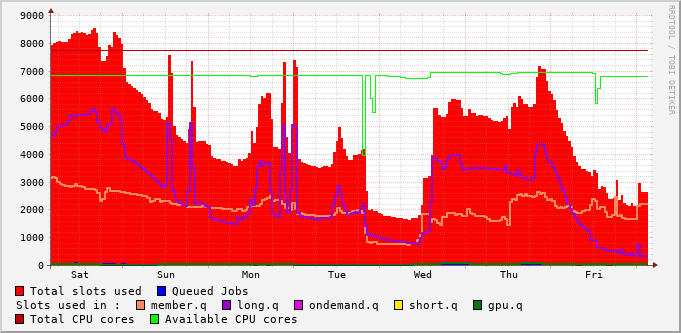 RRDTOOL / TOBI OETIKER
9000
8000
7000
6000
5000
4000
3000
2000
1000
0
Sat Sun Mon Tue Wed Thu Fri
Total slots used Queued Jobs
Slots used in : member.q long.q ondemand.q short.q gpu.q
Total CPU cores Available CPU cores